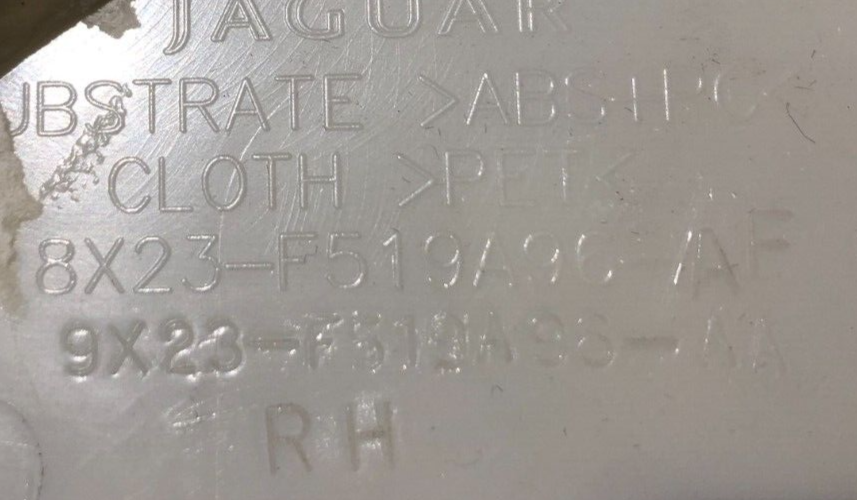 JAGUAR
UBSTRATE >ABS+PC<
CLOTH >PET<
8X23-F519A96-AF
9X23-F519A96-AA
RH